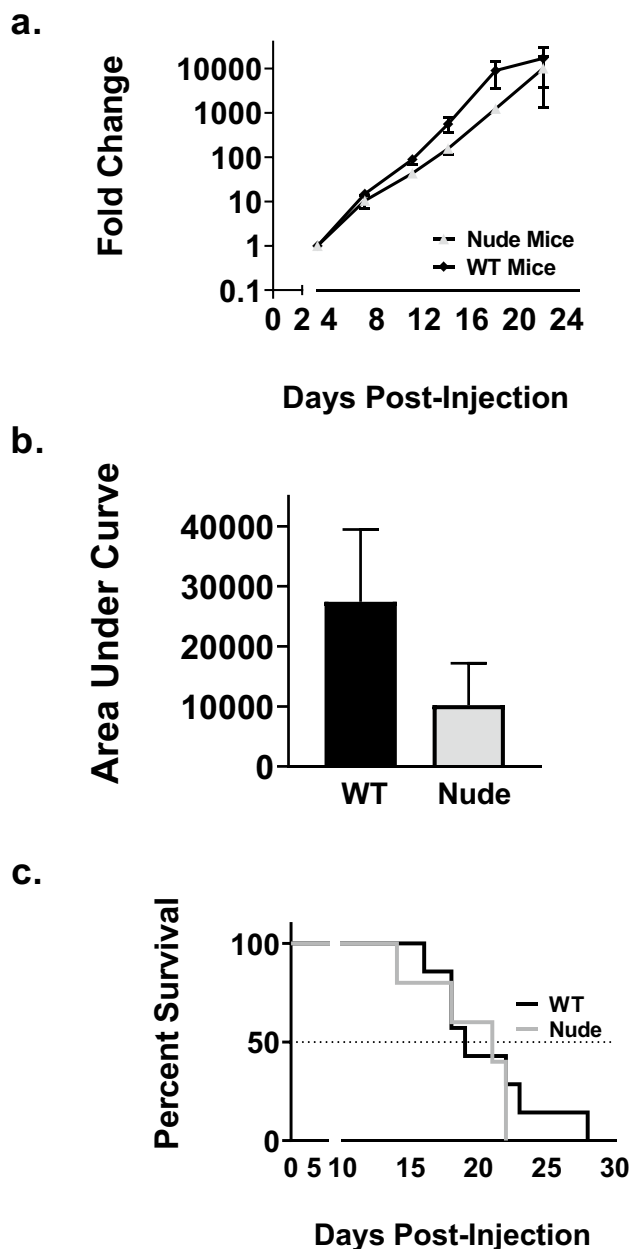 a.
Fold Change
10000
1000
100
10
1
0.1
Nude Mice
WT Mice
0 2 4 8 12 16 20 24
Days Post-Injection
b.
Area Under Curve
40000
30000
20000
10000
0
WT Nude
c.
Percent Survival
100
50
0
WT
Nude
0 5 10 15 20 25 30
Days Post-Injection